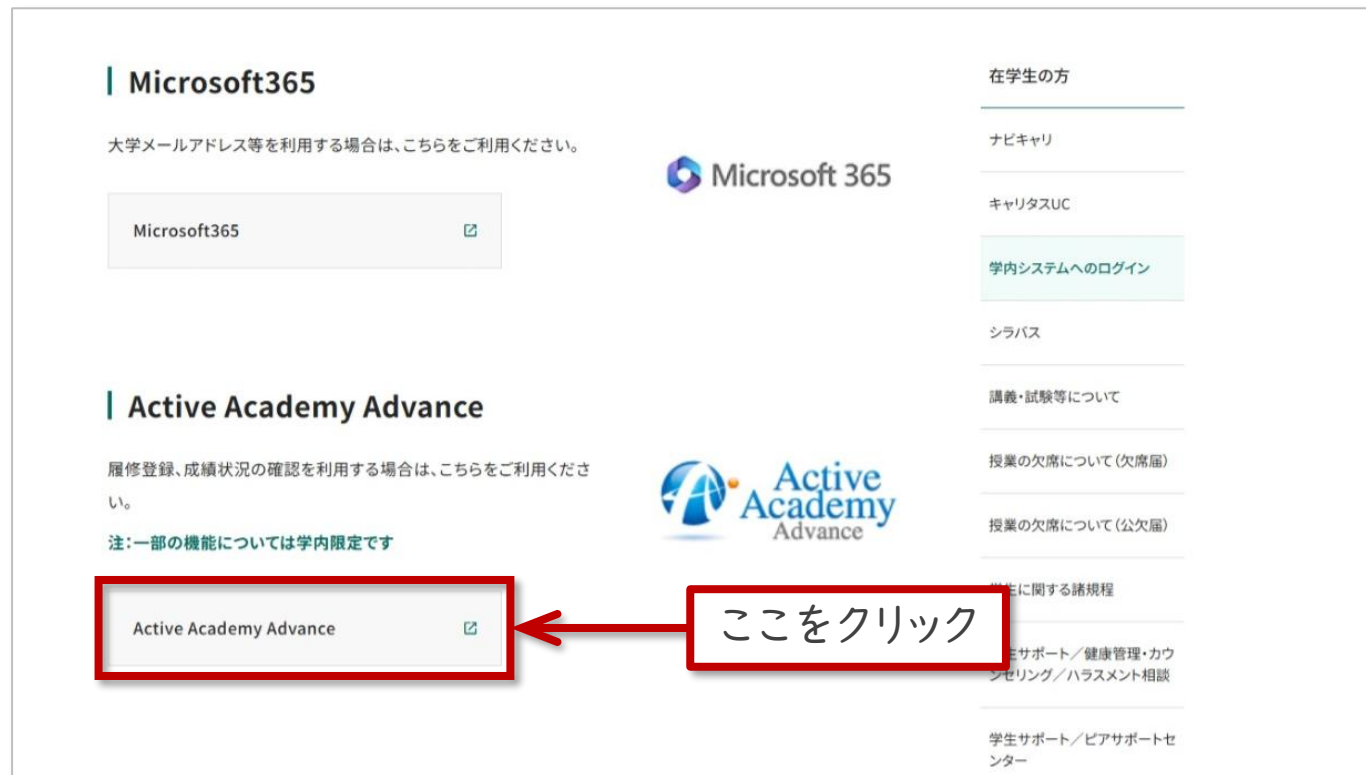 Microsoft365
大学メールアドレス等を利用する場合は、こちらをご利用ください。
Microsoft 365
Microsoft365
Active Academy Advance
履修登録、成績状況の確認を利用する場合は、こちらをご利用くださ
い。
注：一部の機能については学内限定です
Active
Academy
Advance
Active Academy Advance
ここをクリック
在学生の方
ナビキャリ
キャリタスUC
学内システムへのログイン
シラバス
講義・試験等について
授業の欠席について（欠席届）
授業の欠席について（公欠届）
生に関する諸規程
生サポート／健康管理・カウ
ンセリング／ハラスメント相談
学生サポート／ピアサポートセ
ンター